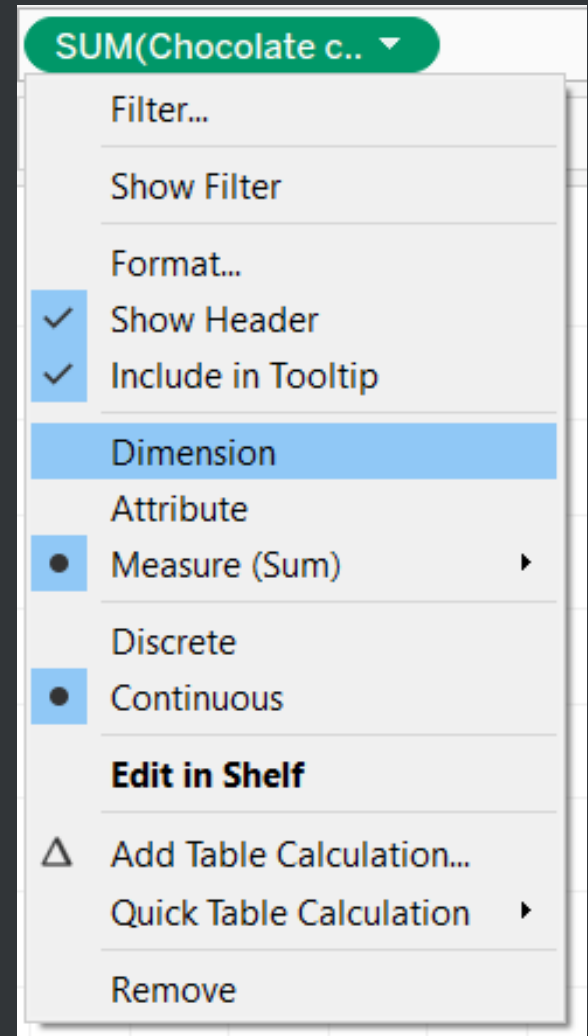 SUM(Chocolate c..
Filter...
Show Filter
Format...
Show Header
Include in Tooltip
Dimension
Attribute
Measure (Sum)
Discrete
Continuous
Edit in Shelf
Add Table Calculation...
Quick Table Calculation
Remove